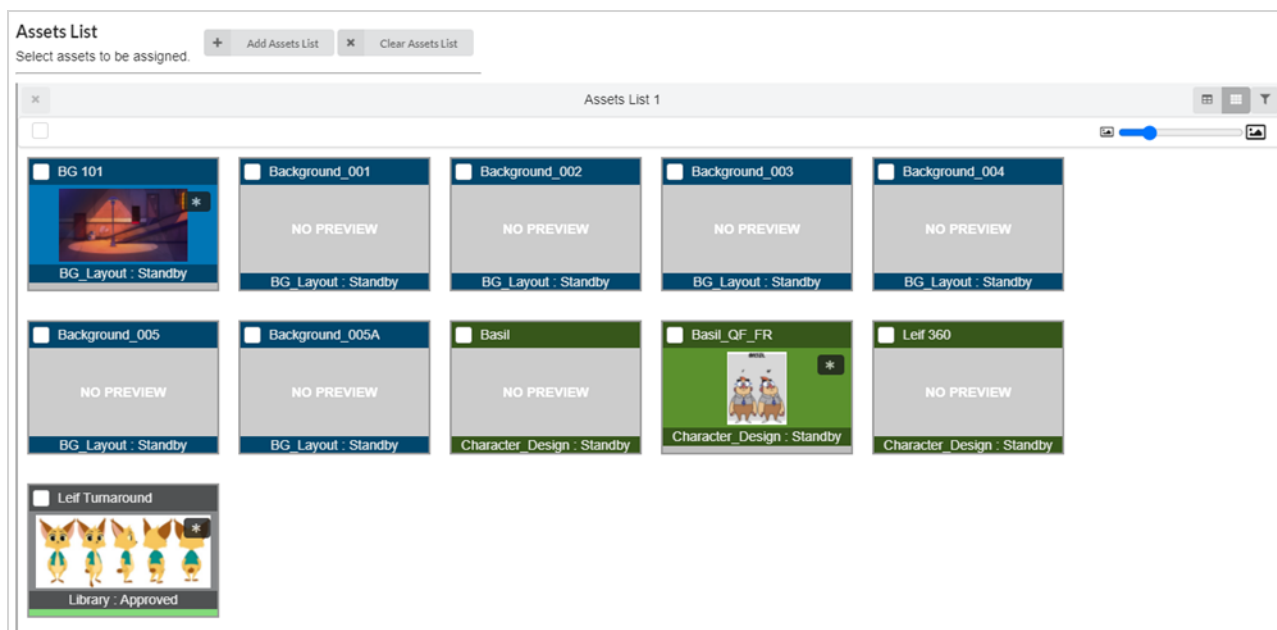 Assets List
Select assets to be assigned.
Add Assets List
Clear Assets List
Assets List 1
BG 101
BG_Layout : Standby
Background_001
NO PREVIEW
BG_Layout : Standby
Background_002
NO PREVIEW
BG_Layout : Standby
Background_003
NO PREVIEW
BG_Layout : Standby
Background_004
NO PREVIEW
BG_Layout : Standby
Background_005
NO PREVIEW
BG_Layout : Standby
Background_005A
NO PREVIEW
BG_Layout : Standby
Basil
NO PREVIEW
Character_Design : Standby
Basil_QF_FR
Character_Design : Standby
Leif 360
NO PREVIEW
Character_Design : Standby
Leif Turnaround
Library : Approved